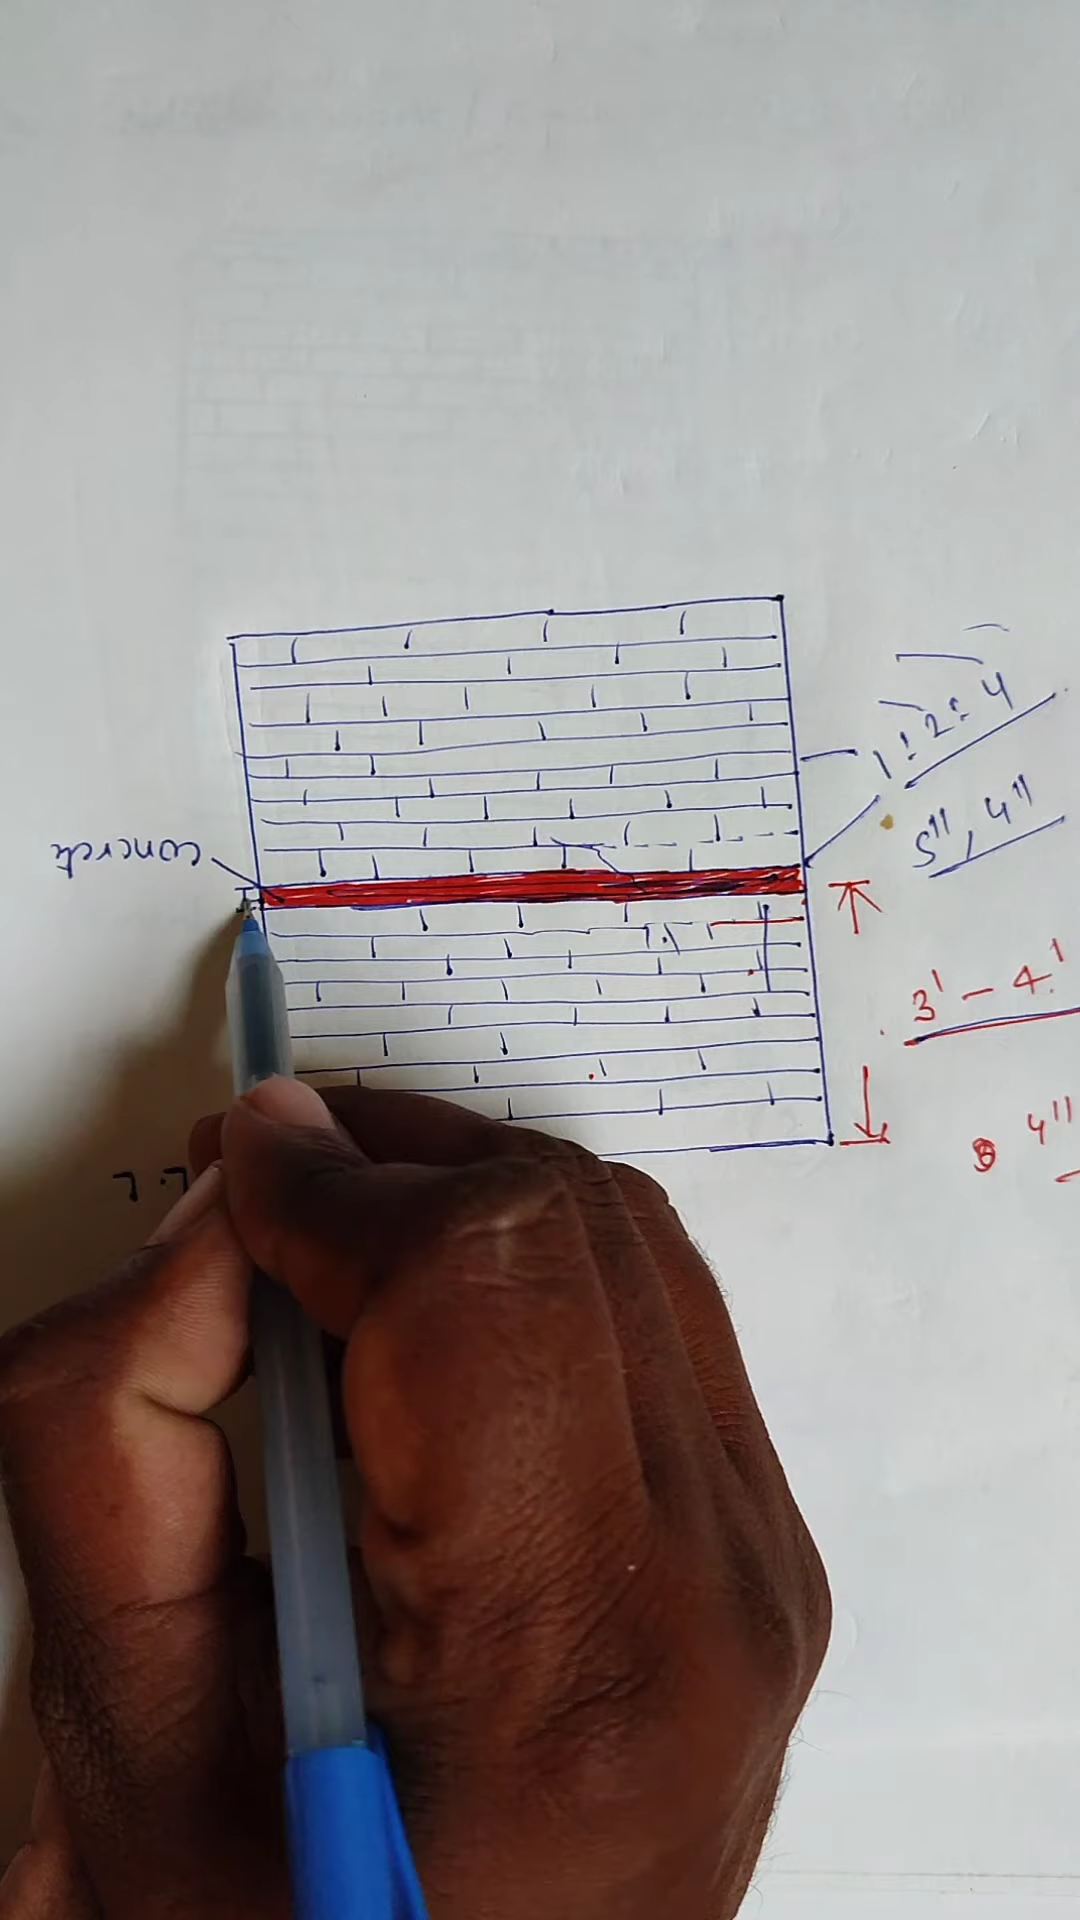 1:2:4
5", 4"
concrete
3' - 4'
4"